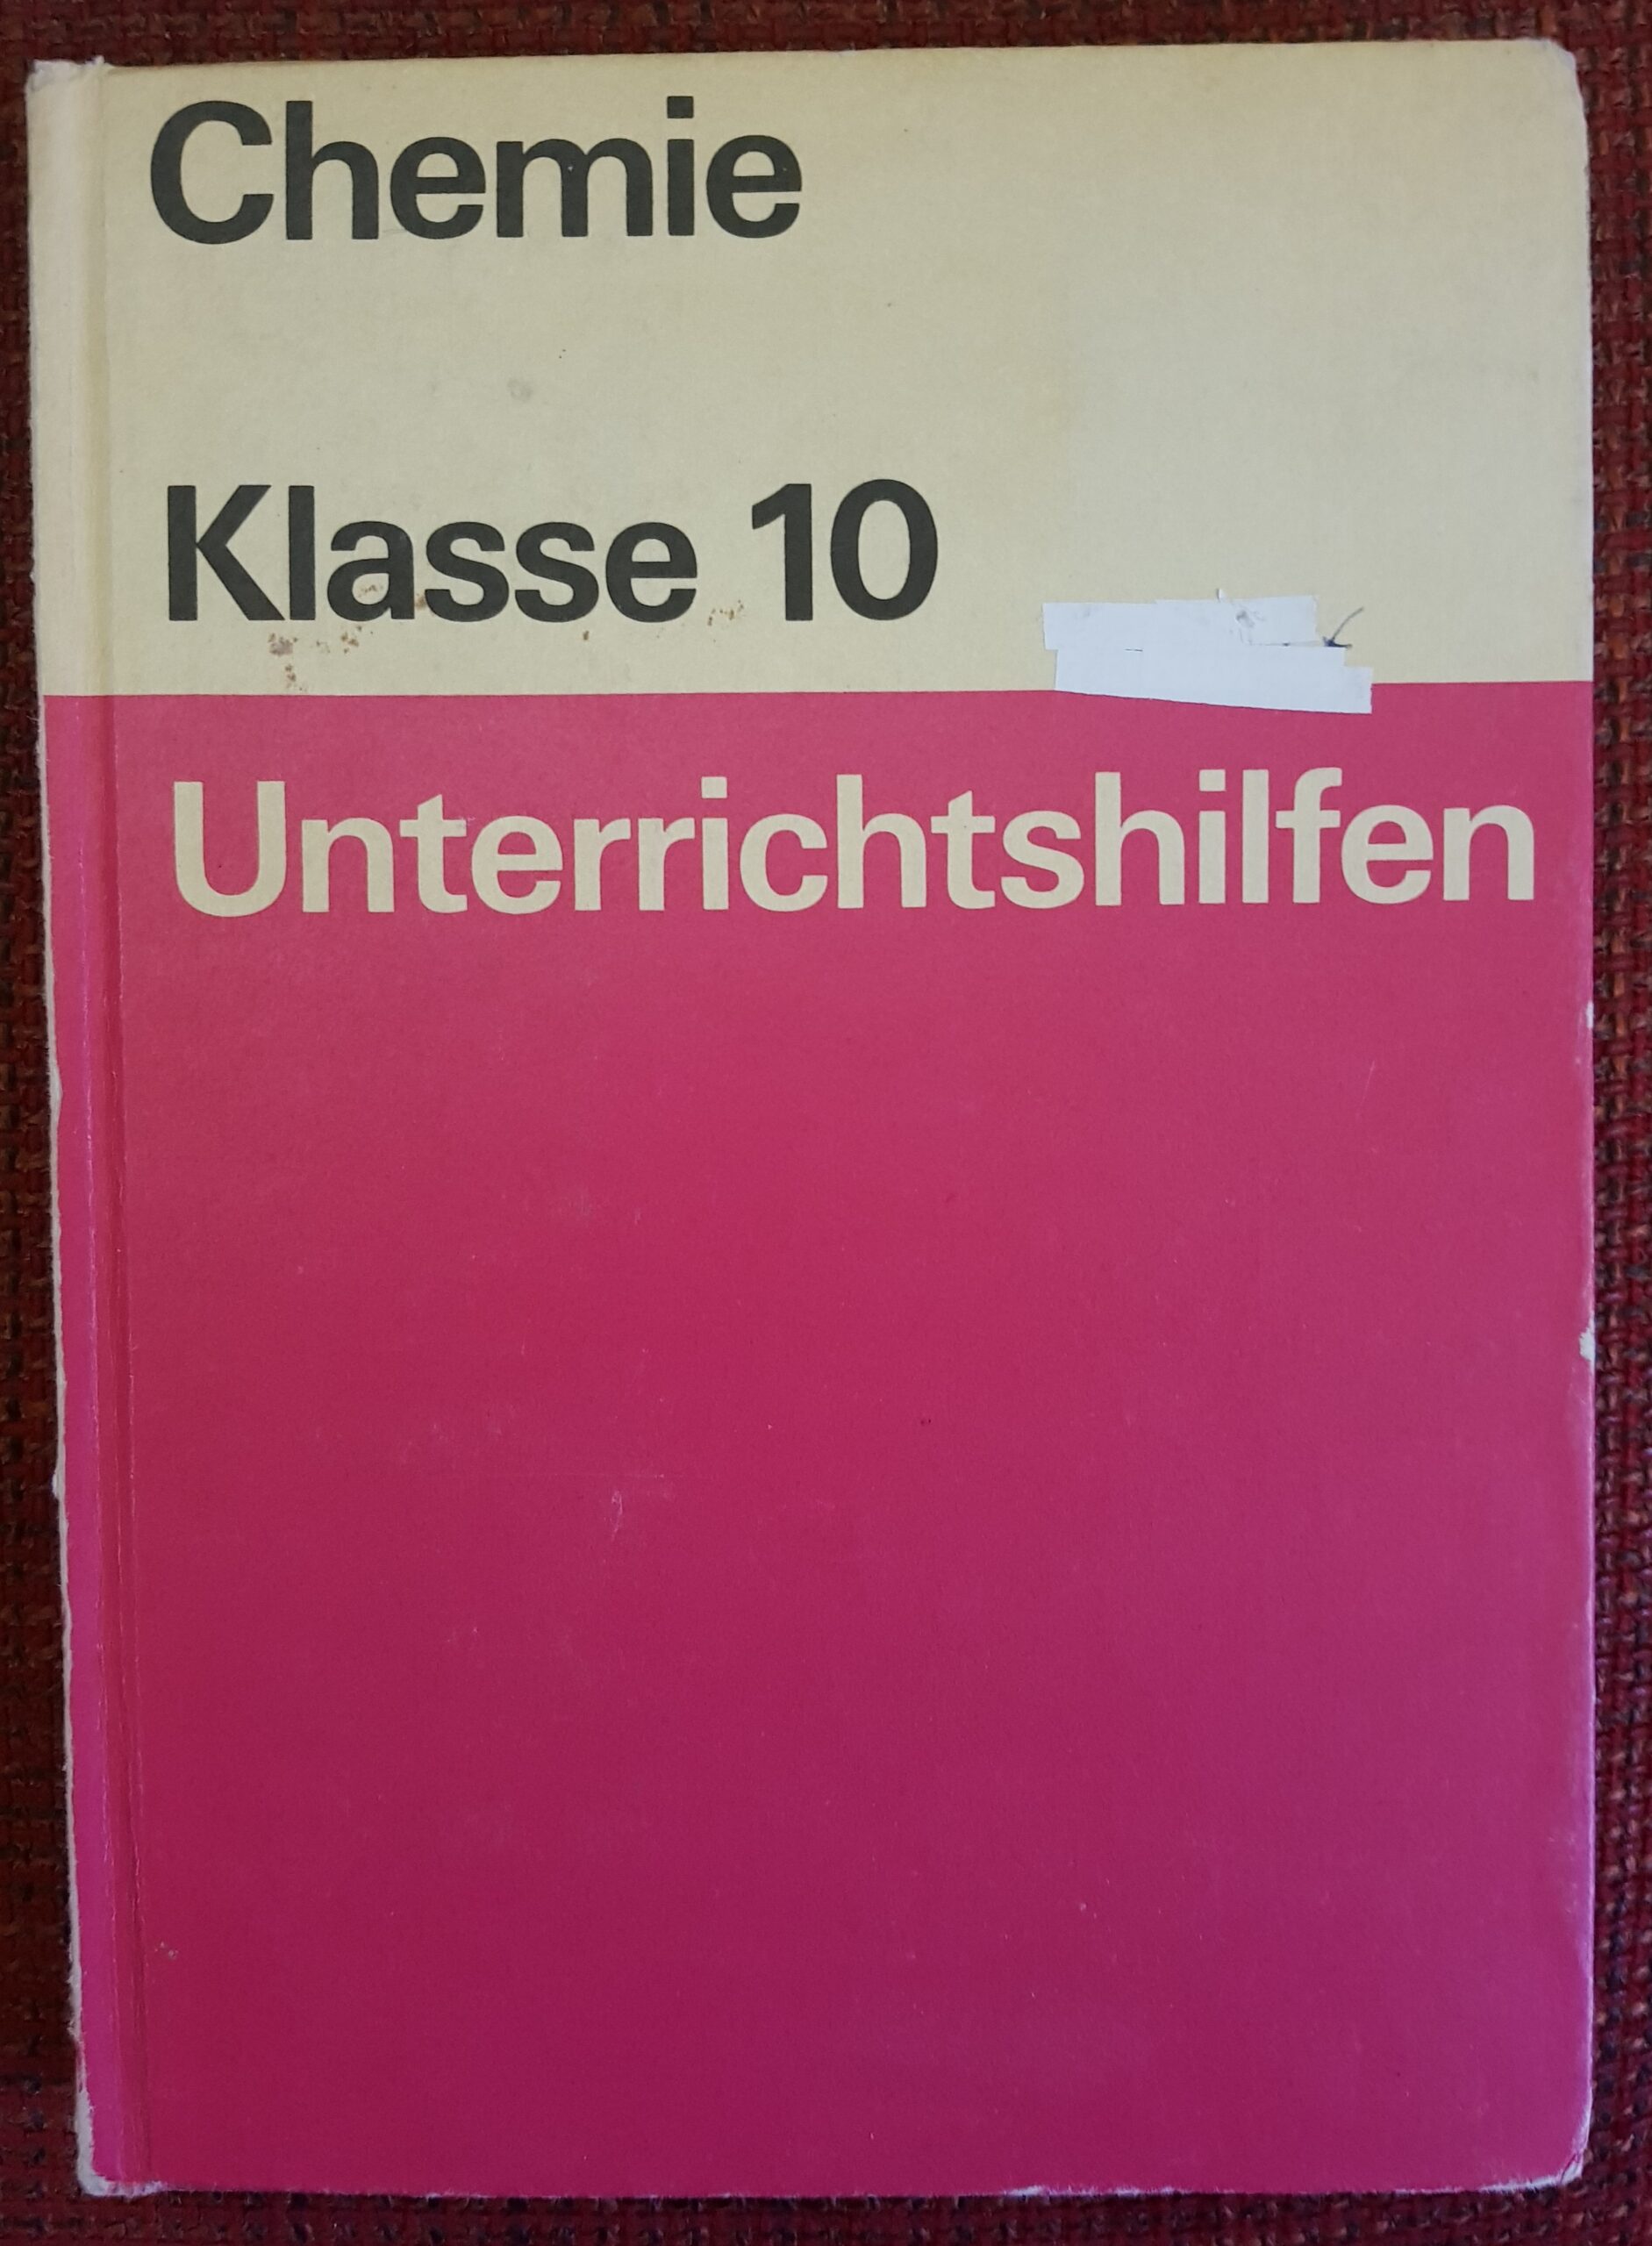 Chemie
Klasse 10
Unterrichtshilfen